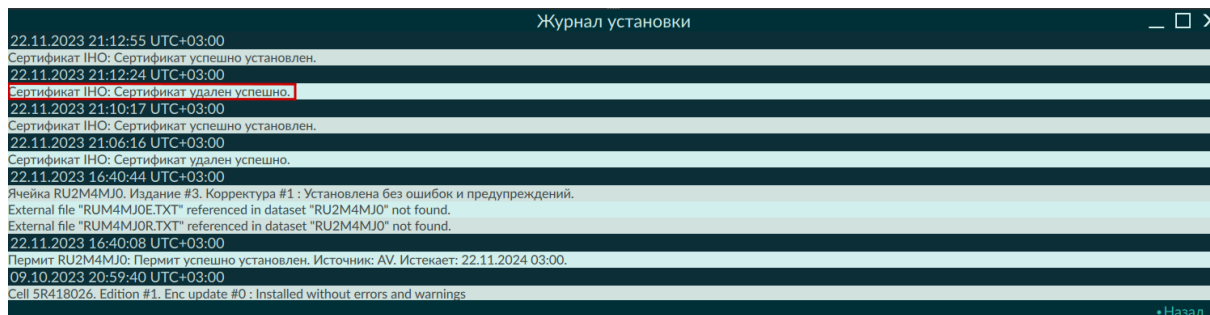 Журнал установки
22.11.2023 21:12:55 UTC+03:00
Сертификат IHO: Сертификат успешно установлен.
22.11.2023 21:12:24 UTC+03:00
Сертификат IHO: Сертификат удален успешно.
22.11.2023 21:10:17 UTC+03:00
Сертификат IHO: Сертификат успешно установлен.
22.11.2023 21:06:16 UTC+03:00
Сертификат IHO: Сертификат удален успешно.
22.11.2023 16:40:44 UTC+03:00
Ячейка RU2M4MJ0. Издание #3. Корректура #1 : Установлена без ошибок и предупреждений.
External file "RUM4MJ0E.TXT" referenced in dataset "RU2M4MJ0" not found.
External file "RUM4MJ0R.TXT" referenced in dataset "RU2M4MJ0" not found.
22.11.2023 16:40:08 UTC+03:00
Пермит RU2M4MJ0: Пермит успешно установлен. Источник: AV. Истекает: 22.11.2024 03:00.
09.10.2023 20:59:40 UTC+03:00
Cell 5R418026. Edition #1. Enc update #0 : Installed without errors and warnings
•Назад